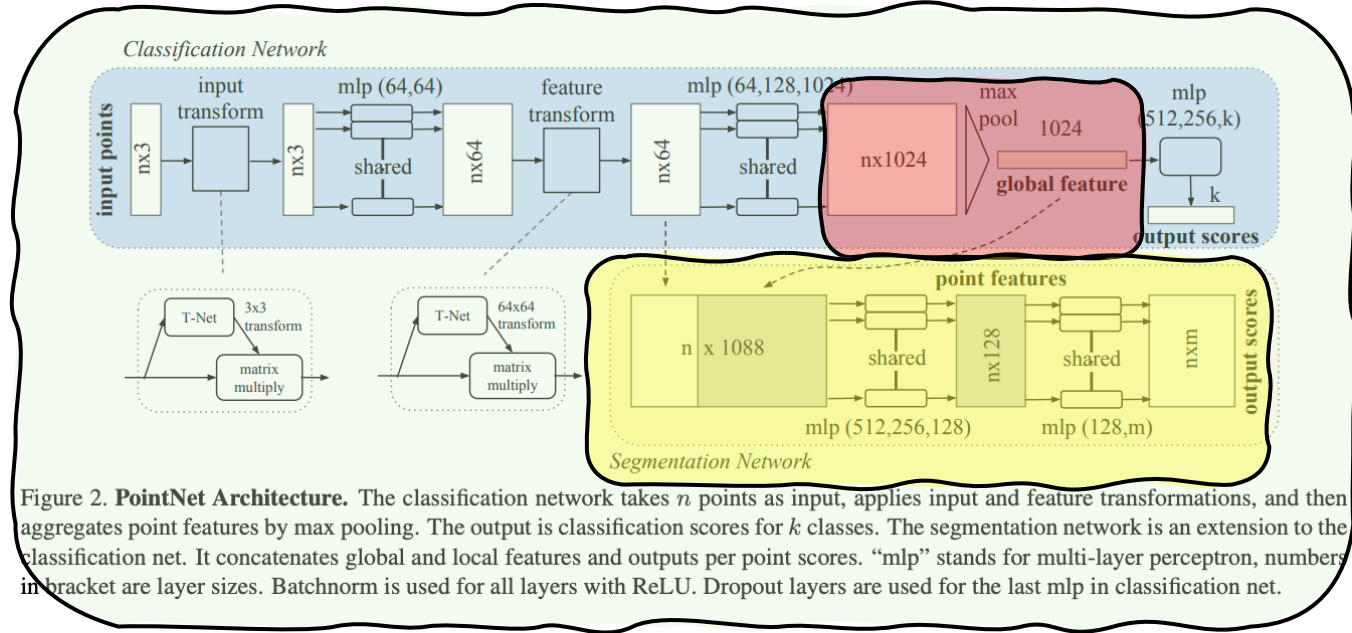 Classification Network
input points
nx3
input
transform
nx3
mlp (64,64)
shared
nx64
feature
transform
nx64
mlp (64,128,1024)
shared
nx1024
max
pool
1024
global feature
mlp
(512,256,k)
k
output scores
T-Net
3x3
transform
matrix
multiply
T-Net
64x64
transform
matrix
multiply
point features
n x 1088
shared
mlp (512,256,128)
nx128
shared
mlp (128,m)
nxm
output scores
Segmentation Network
Figure 2. PointNet Architecture. The classification network takes n points as input, applies input and feature transformations, and then
aggregates point features by max pooling. The output is classification scores for k classes. The segmentation network is an extension to the
classification net. It concatenates global and local features and outputs per point scores. “mlp” stands for multi-layer perceptron, numbers
in bracket are layer sizes. Batchnorm is used for all layers with ReLU. Dropout layers are used for the last mlp in classification net.